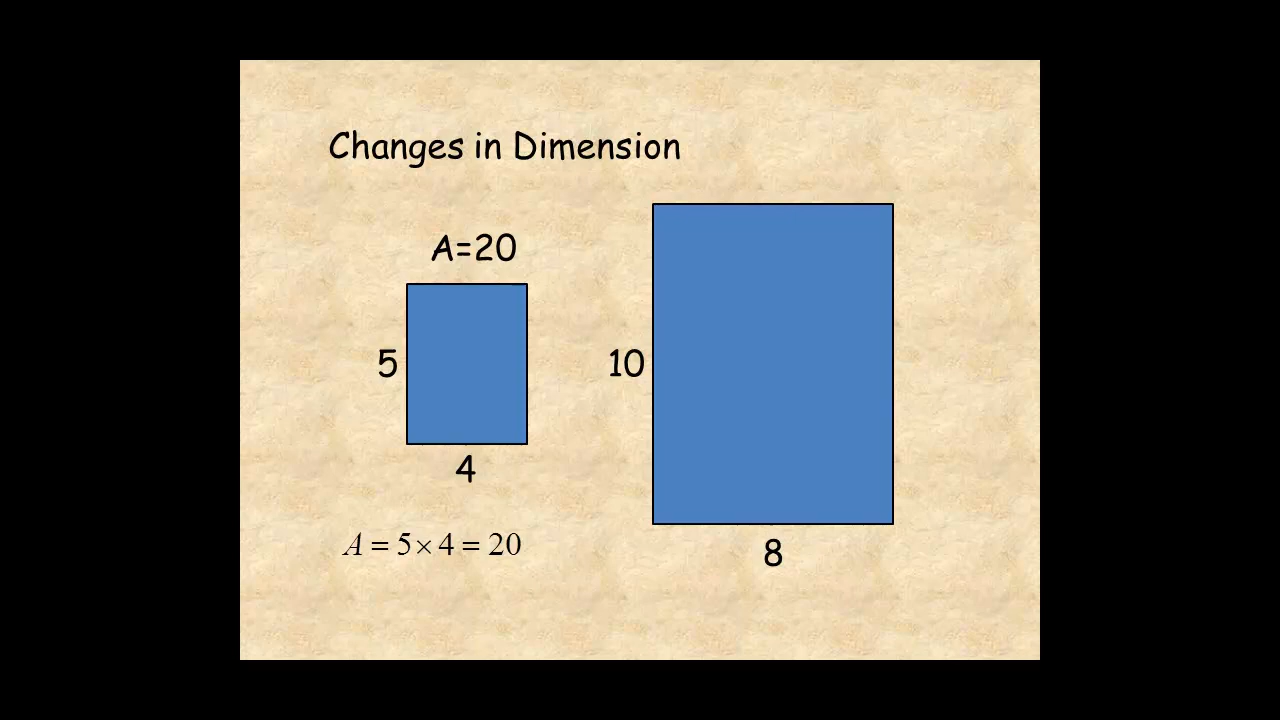 Changes in Dimension
A=20
5
10
4
A = 5 × 4 = 20
8